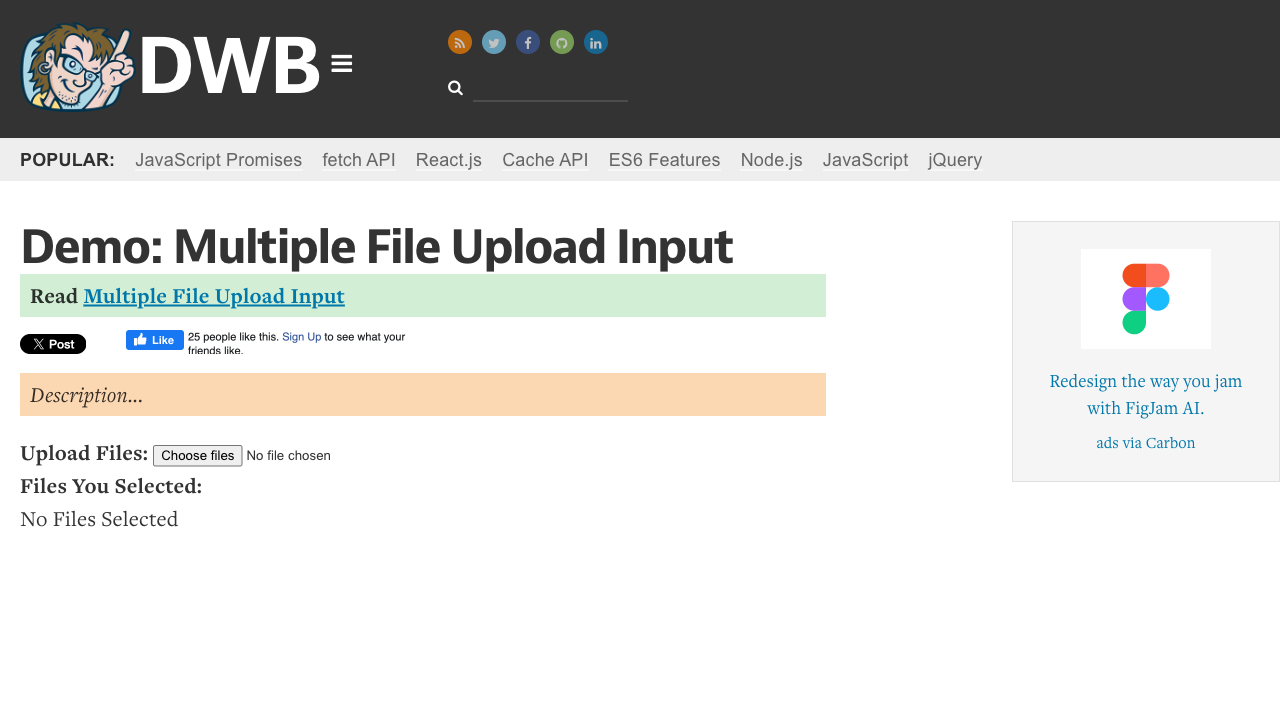 DWB
POPULAR: JavaScript Promises fetch API React.js Cache API ES6 Features Node.js JavaScript jQuery
Demo: Multiple File Upload Input
Read Multiple File Upload Input
Post
Like
25 people like this. Sign Up to see what your
friends like.
Description...
Upload Files: Choose files No file chosen
Files You Selected:
No Files Selected
Redesign the way you jam
with FigJam AI.
ads via Carbon